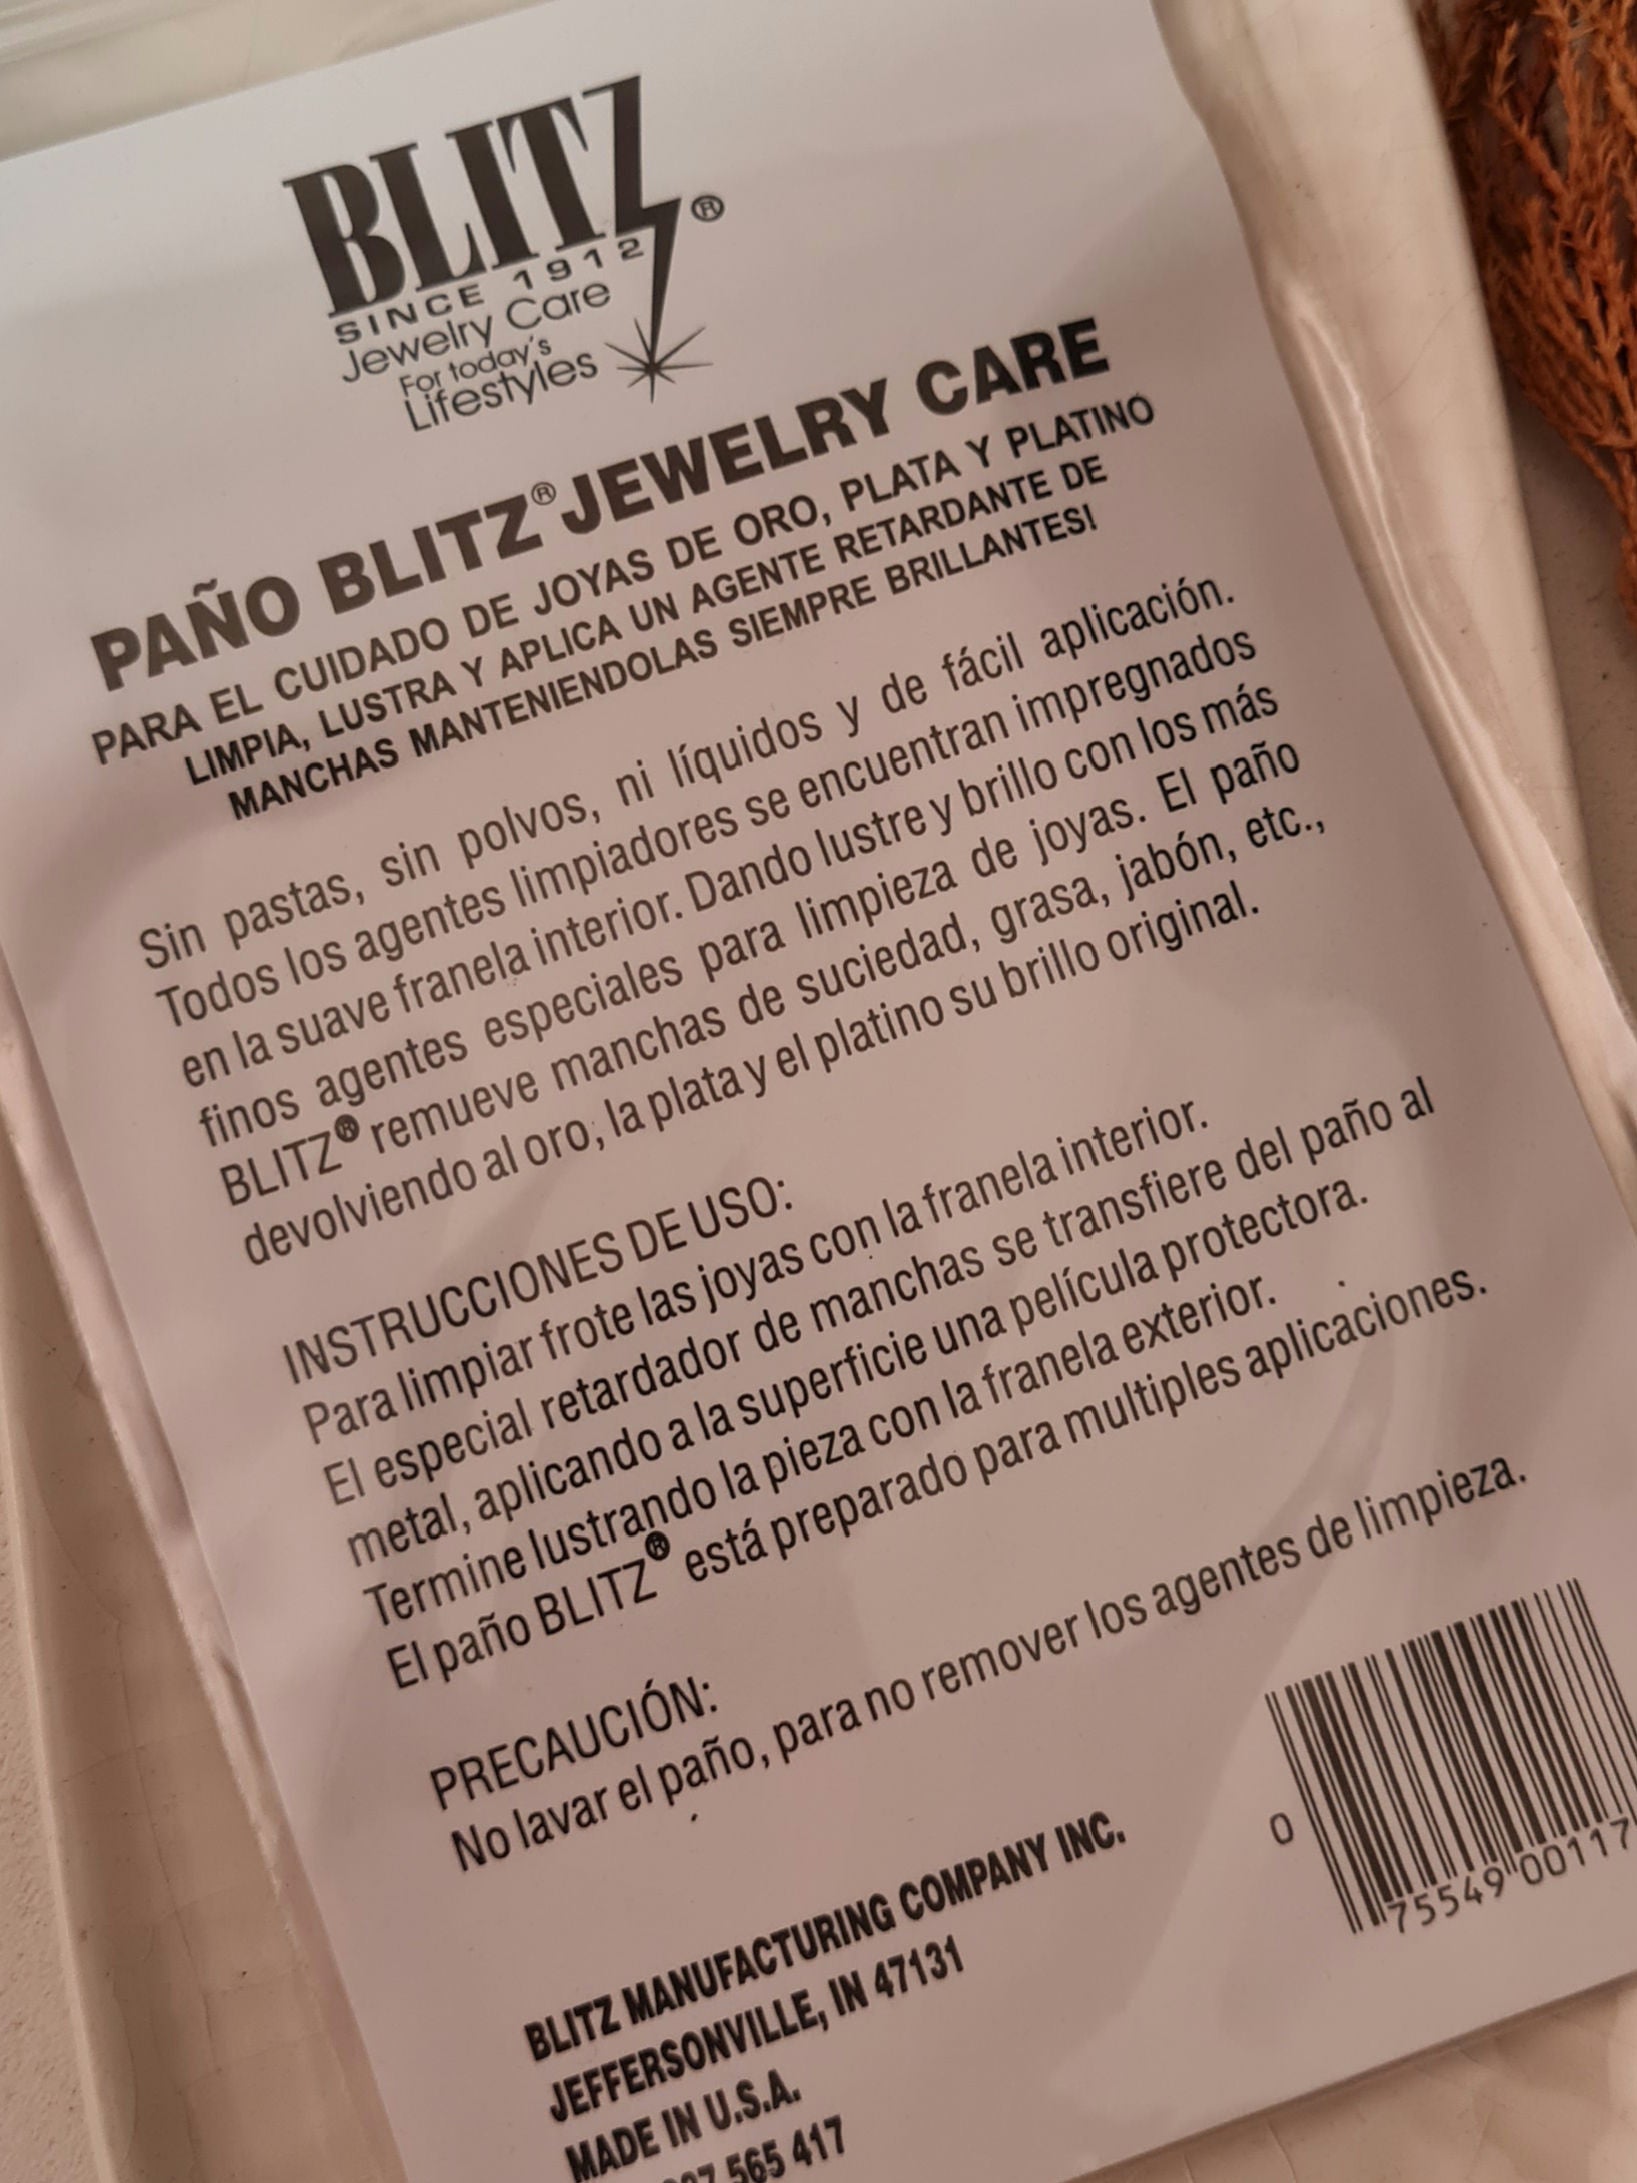 BLITZ®
SINCE 1912
Jewelry Care
For today's
Lifestyles
PAÑO BLITZ® JEWELRY CARE
PARA EL CUIDADO DE JOYAS DE ORO, PLATA Y PLATINO
LIMPIA, LUSTRA Y APLICA UN AGENTE RETARDANTE DE
MANCHAS MANTENIENDOLAS SIEMPRE BRILLANTES!
Sin pastas, sin polvos, ni líquidos y de fácil aplicación.
Todos los agentes limpiadores se encuentran impregnados
en la suave franela interior. Dando lustre y brillo con los más
finos agentes especiales para limpieza de joyas. El paño
BLITZ® remueve manchas de suciedad, grasa, jabón, etc.,
devolviendo al oro, la plata y el platino su brillo original.
INSTRUCCIONES DE USO:
Para limpiar frote las joyas con la franela interior.
El especial retardador de manchas se transfiere del paño al
metal, aplicando a la superficie una película protectora.
Termine lustrando la pieza con la franela exterior.
El paño BLITZ® está preparado para multiples aplicaciones.
PRECAUCIÓN:
No lavar el paño, para no remover los agentes de limpieza.
BLITZ MANUFACTURING COMPANY INC.
JEFFERSONVILLE, IN 47131
MADE IN U.S.A.
565 417
0 75549 00117